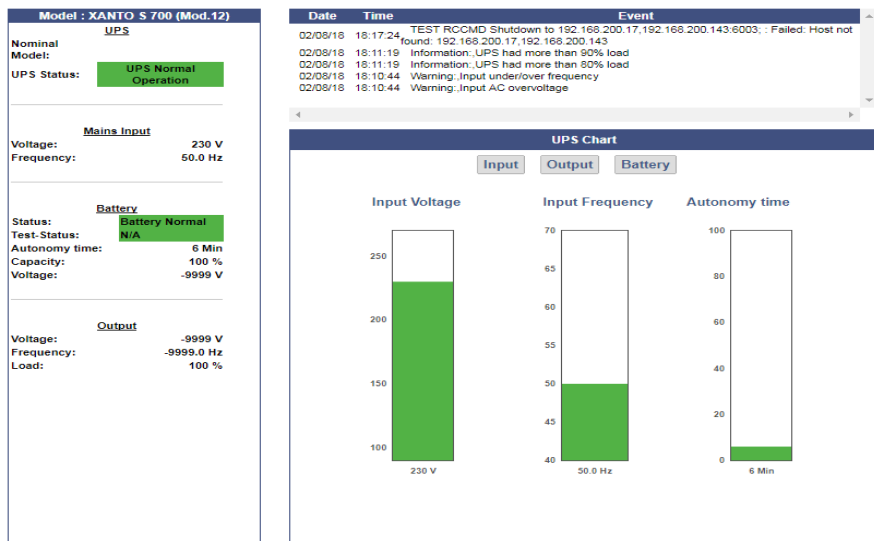 Model : XANTO S 700 (Mod.12)
UPS
Nominal
Model:
UPS Status: UPS Normal
Operation
Mains Input
Voltage: 230 V
Frequency: 50.0 Hz
Battery
Status: Battery Normal
Test-Status: N/A
Autonomy time: 6 Min
Capacity: 100 %
Voltage: -9999 V
Output
Voltage: -9999 V
Frequency: -9999.0 Hz
Load: 100 %
Date Time Event
02/08/18 18:17:24 TEST RCCMD Shutdown to 192.168.200.17,192.168.200.143:6003; : Failed: Host not
found: 192.168.200.17,192.168.200.143
02/08/18 18:11:19 Information:,UPS had more than 90% load
02/08/18 18:11:19 Information:,UPS had more than 80% load
02/08/18 18:10:44 Warning:,Input under/over frequency
02/08/18 18:10:44 Warning:,Input AC overvoltage
UPS Chart
Input Output Battery
Input Voltage
250
200
150
100
230 V
Input Frequency
70
65
60
55
50
45
40
50.0 Hz
Autonomy time
100
80
60
40
20
0
6 Min